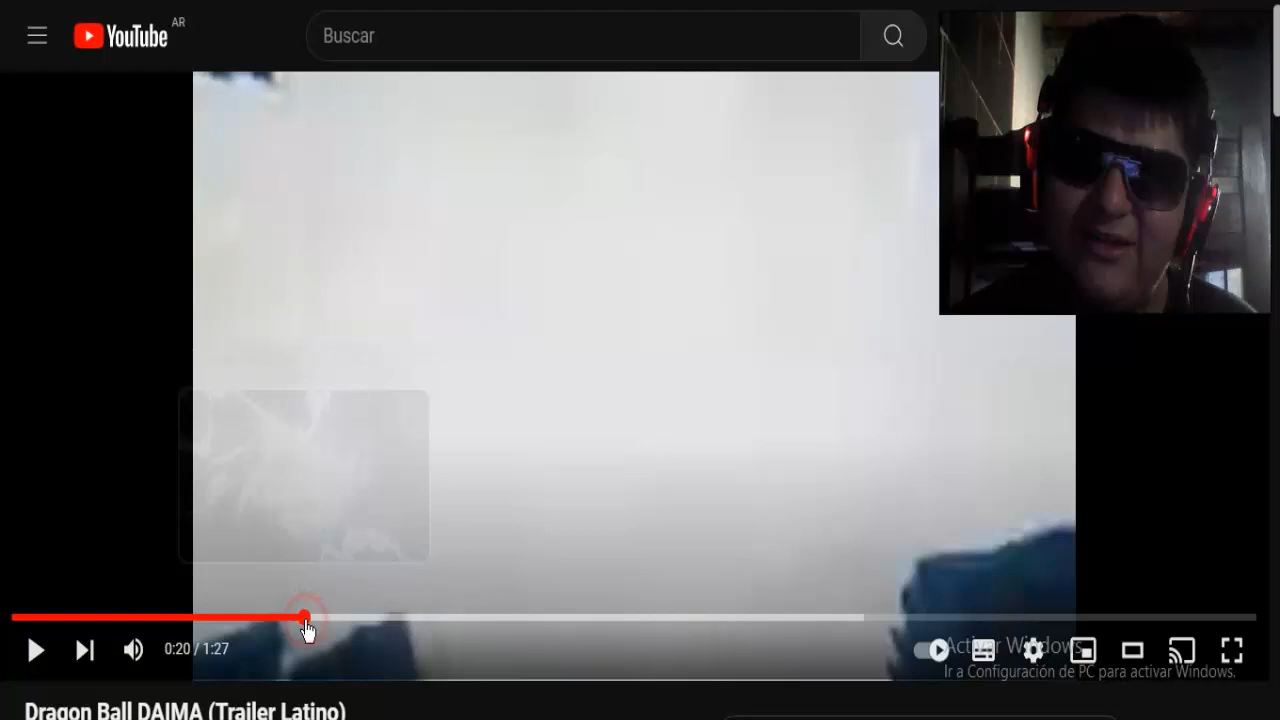 YouTube AR
Buscar
0:20 / 1:27
Activar Windows
Ir a Configuración de PC para activar Windows.
Dragon Ball DAIMA (Trailer Latino)